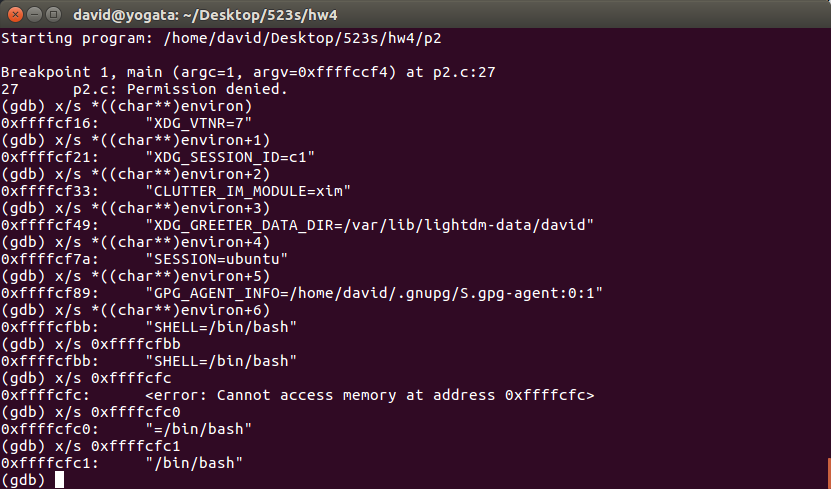 david@yogata: ~/Desktop/523s/hw4
Starting program: /home/david/Desktop/523s/hw4/p2
Breakpoint 1, main (argc=1, argv=0xffffccf4) at p2.c:27
27      p2.c: Permission denied.
(gdb) x/s *((char**)environ)
0xffffcf16:     "XDG_VTNR=7"
(gdb) x/s *((char**)environ+1)
0xffffcf21:     "XDG_SESSION_ID=c1"
(gdb) x/s *((char**)environ+2)
0xffffcf33:     "CLUTTER_IM_MODULE=xim"
(gdb) x/s *((char**)environ+3)
0xffffcf49:     "XDG_GREETER_DATA_DIR=/var/lib/lightdm-data/david"
(gdb) x/s *((char**)environ+4)
0xffffcf7a:     "SESSION=ubuntu"
(gdb) x/s *((char**)environ+5)
0xffffcf89:     "GPG_AGENT_INFO=/home/david/.gnupg/S.gpg-agent:0:1"
(gdb) x/s *((char**)environ+6)
0xffffcfbb:     "SHELL=/bin/bash"
(gdb) x/s 0xffffcfbb
0xffffcfbb:     "SHELL=/bin/bash"
(gdb) x/s 0xffffcfc
0xffffcfc:      <error: Cannot access memory at address 0xffffcfc>
(gdb) x/s 0xffffcfc0
0xffffcfc0:     "=/bin/bash"
(gdb) x/s 0xffffcfc1
0xffffcfc1:     "/bin/bash"
(gdb)